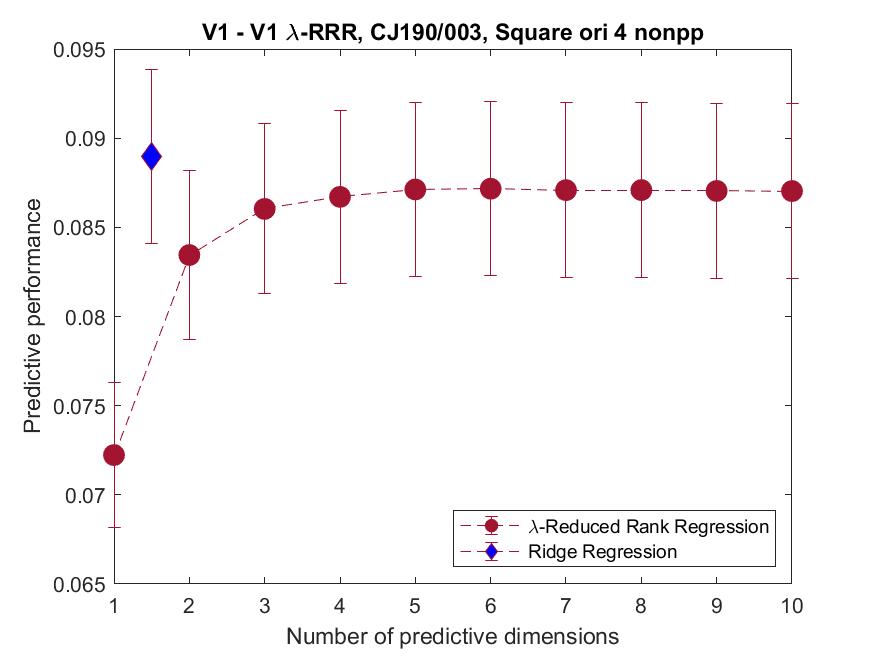 V1 - V1 λ-RRR, CJ190/003, Square ori 4 nonpp
0.095
0.09
0.085
0.08
0.075
0.07
0.065
Predictive performance
λ-Reduced Rank Regression
Ridge Regression
1 2 3 4 5 6 7 8 9 10
Number of predictive dimensions